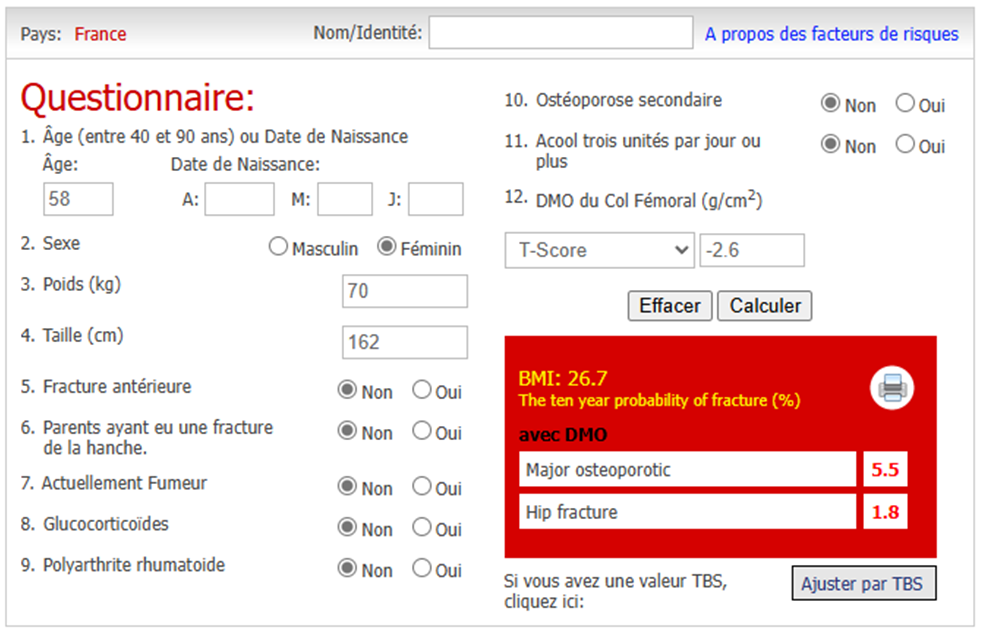 Pays: France
Nom/Identité:
A propos des facteurs de risques
Questionnaire:
1. Âge (entre 40 et 90 ans) ou Date de Naissance
Âge:
Date de Naissance:
58
A:
M:
J:
2. Sexe
Masculin
Féminin
3. Poids (kg)
70
4. Taille (cm)
162
5. Fracture antérieure
Non
Oui
6. Parents ayant eu une fracture
de la hanche.
Non
Oui
7. Actuellement Fumeur
Non
Oui
8. Glucocorticoïdes
Non
Oui
9. Polyarthrite rhumatoide
Non
Oui
10. Ostéoporose secondaire
Non
Oui
11. Acool trois unités par jour ou
plus
Non
Oui
12. DMO du Col Fémoral (g/cm²)
T-Score
-2.6
Effacer
Calculer
BMI: 26.7
The ten year probability of fracture (%)
avec DMO
Major osteoporotic
5.5
Hip fracture
1.8
Si vous avez une valeur TBS,
cliquez ici:
Ajuster par TBS